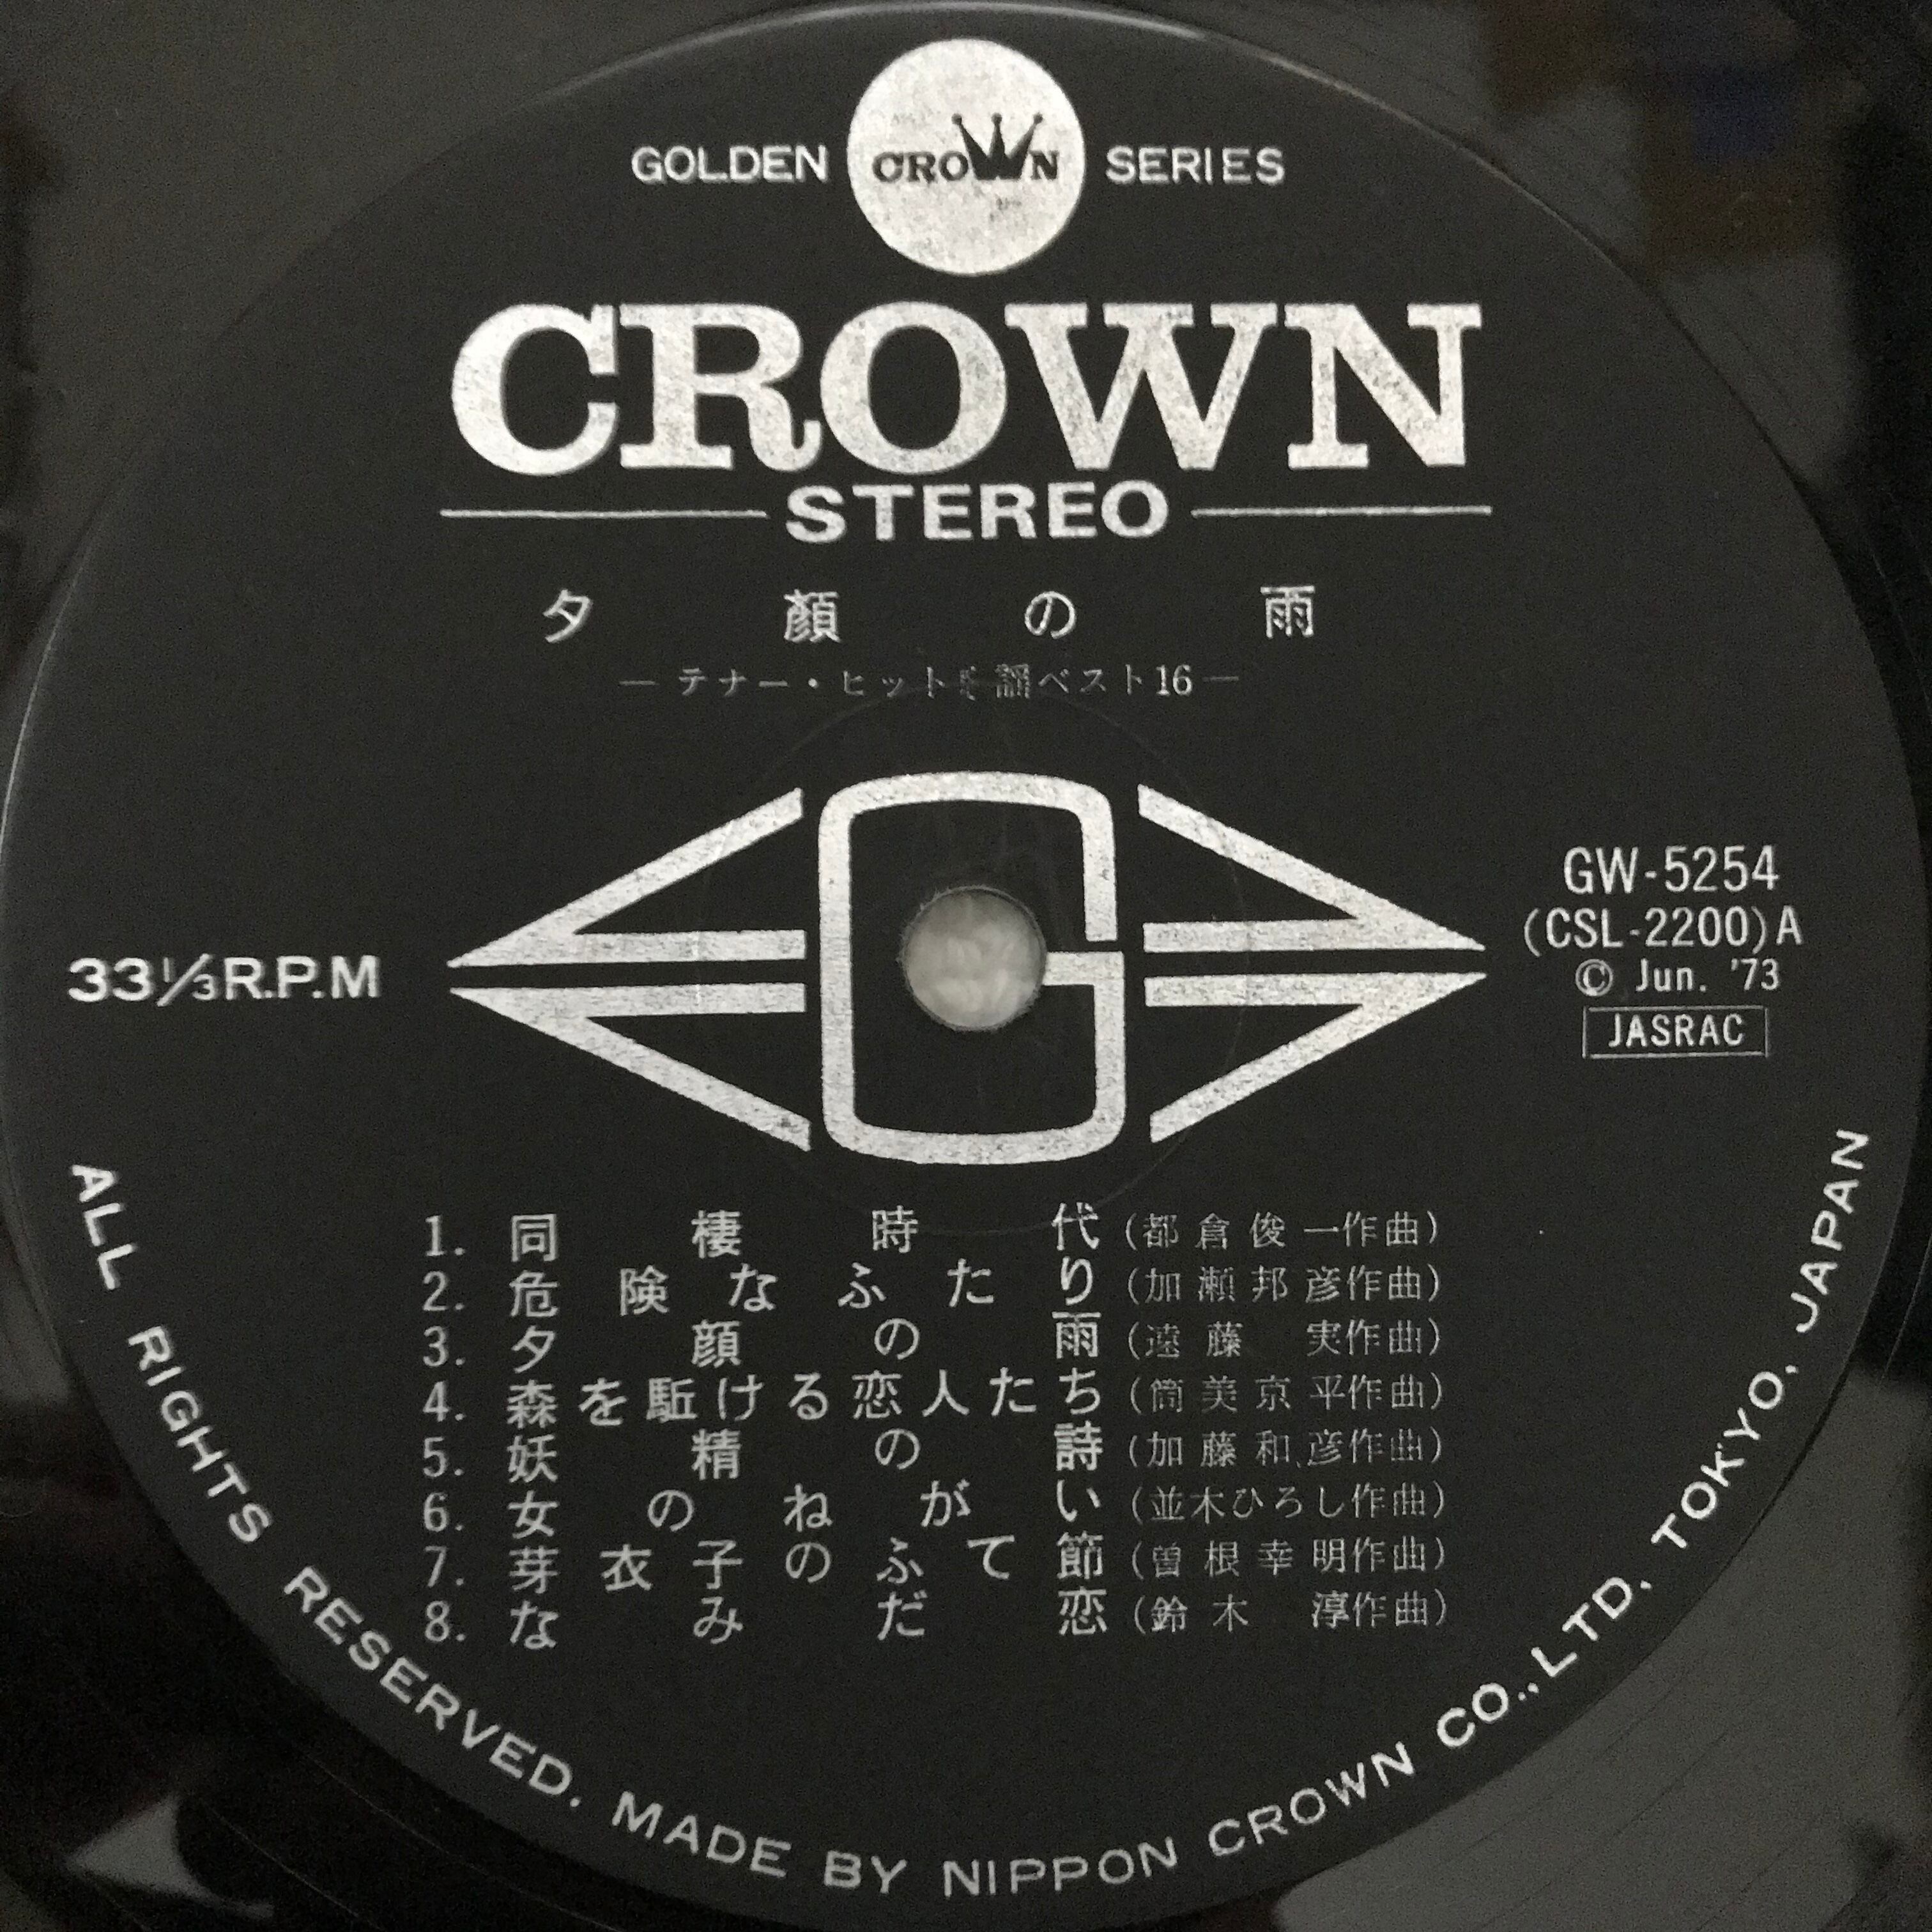 GOLDEN CROWN SERIES
CROWN
STEREO
夕顔の雨
—テナー・ヒット 謡ベスト16—
33⅓R.P.M
GW-5254
(CSL-2200)A
© Jun. '73
JASRAC
1. 同棲時代(都倉俊一作曲)
2. 危険なふたり(加瀬邦彦作曲)
3. 夕顔の雨(遠藤 実作曲)
4. 森を駈ける恋人たち(筒美京平作曲)
5. 妖精の詩(加藤和彦作曲)
6. 女のねがい(並木ひろし作曲)
7. 芽衣子のふて節(曽根幸明作曲)
8. なみだ恋(鈴木 淳作曲)
ALL RIGHTS RESERVED. MADE BY NIPPON CROWN CO.,LTD. TOKYO, JAPAN